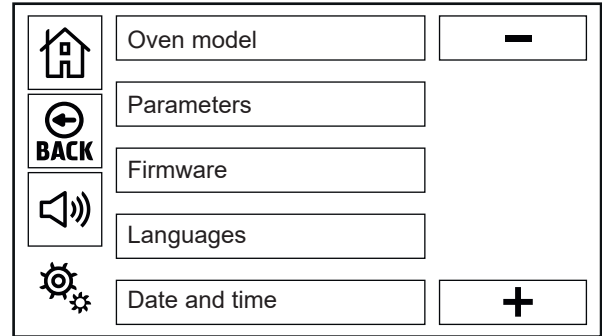 Oven model
−
Parameters
BACK
Firmware
Languages
Date and time
+